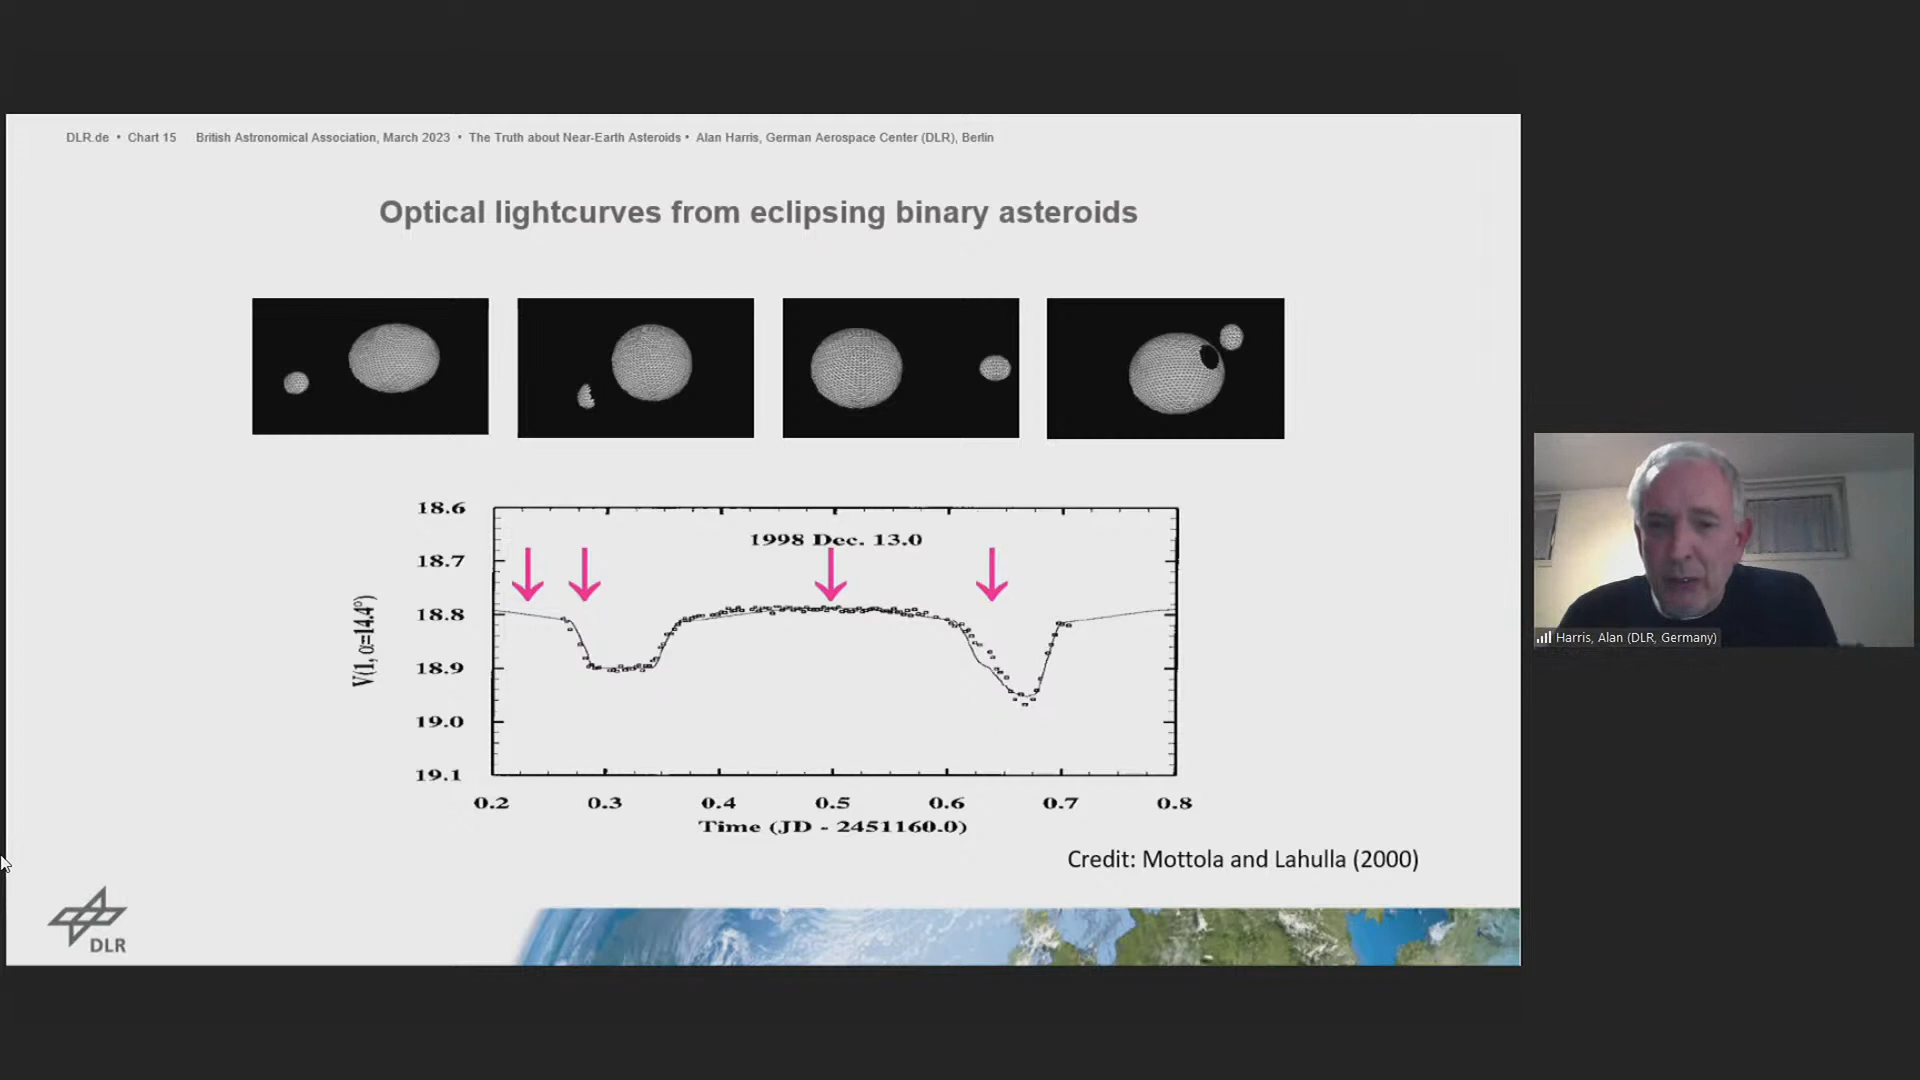 DLR.de • Chart 15 British Astronomical Association, March 2023 • The Truth about Near-Earth Asteroids • Alan Harris, German Aerospace Center (DLR), Berlin
Optical lightcurves from eclipsing binary asteroids
18.6
18.7
18.8
18.9
19.0
19.1
V(1, α=14.4°)
1998 Dec. 13.0
0.2 0.3 0.4 0.5 0.6 0.7 0.8
Time (JD - 2451160.0)
Credit: Mottola and Lahulla (2000)
DLR
Harris, Alan (DLR, Germany)